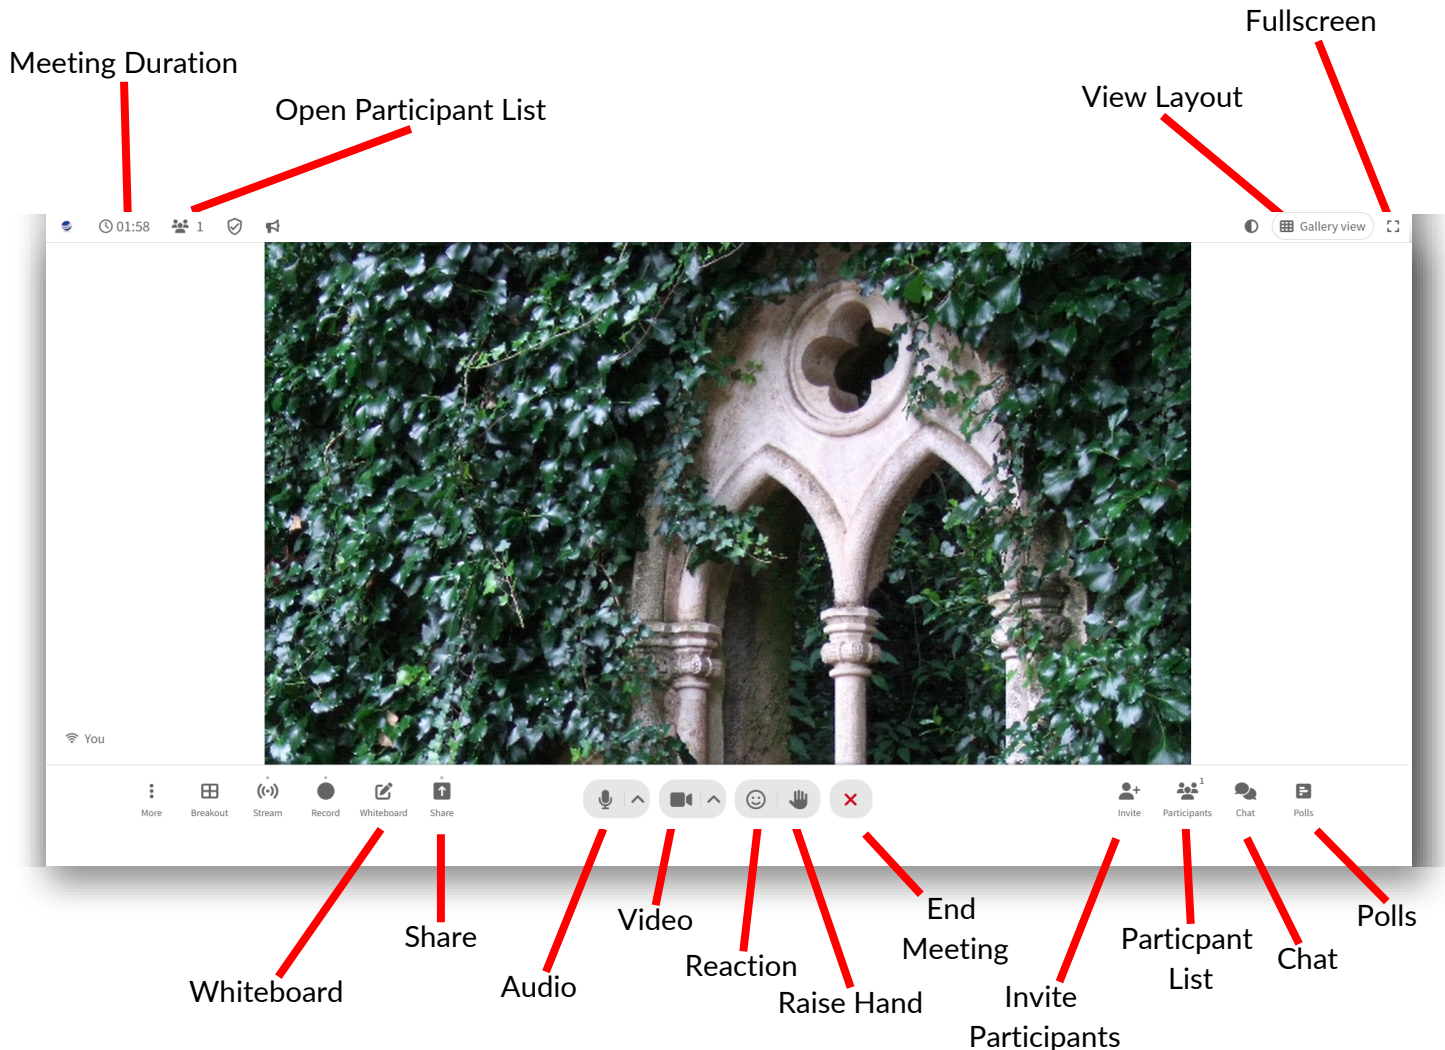 Fullscreen
Meeting Duration
View Layout
Open Participant List
01:58 1
Gallery view
You
More Breakout Stream Record Whiteboard Share
1
Invite Participants Chat Polls
End
Meeting
Video
Polls
Share
Particpant
List
Chat
Reaction
Audio
Whiteboard
Raise Hand
Invite
Participants